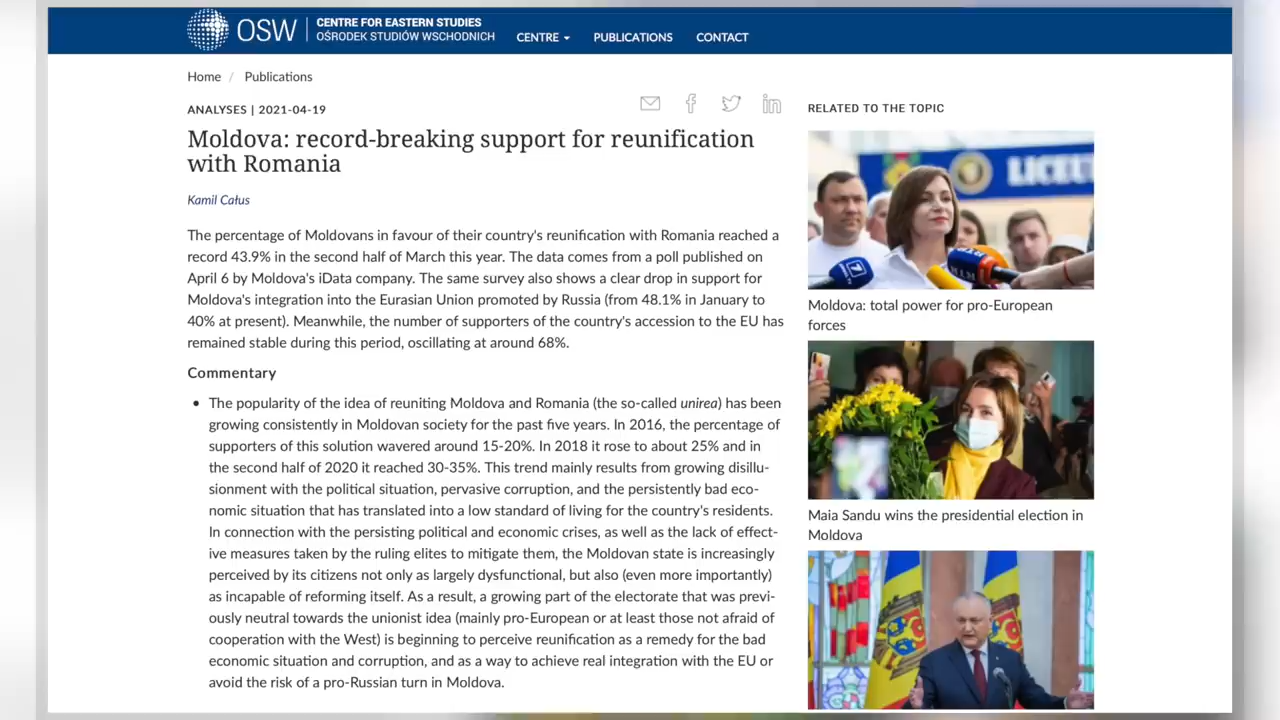 OSW
CENTRE FOR EASTERN STUDIES
OŚRODEK STUDIÓW WSCHODNICH
CENTRE
PUBLICATIONS
CONTACT
Home / Publications
ANALYSES | 2021-04-19
Moldova: record-breaking support for reunification
with Romania
Kamil Całus
The percentage of Moldovans in favour of their country's reunification with Romania reached a
record 43.9% in the second half of March this year. The data comes from a poll published on
April 6 by Moldova's iData company. The same survey also shows a clear drop in support for
Moldova's integration into the Eurasian Union promoted by Russia (from 48.1% in January to
40% at present). Meanwhile, the number of supporters of the country's accession to the EU has
remained stable during this period, oscillating at around 68%.
Commentary
• The popularity of the idea of reuniting Moldova and Romania (the so-called unirea) has been
growing consistently in Moldovan society for the past five years. In 2016, the percentage of
supporters of this solution wavered around 15-20%. In 2018 it rose to about 25% and in
the second half of 2020 it reached 30-35%. This trend mainly results from growing disillu-
sionment with the political situation, pervasive corruption, and the persistently bad eco-
nomic situation that has translated into a low standard of living for the country's residents.
In connection with the persisting political and economic crises, as well as the lack of effect-
ive measures taken by the ruling elites to mitigate them, the Moldovan state is increasingly
perceived by its citizens not only as largely dysfunctional, but also (even more importantly)
as incapable of reforming itself. As a result, a growing part of the electorate that was previ-
ously neutral towards the unionist idea (mainly pro-European or at least those not afraid of
cooperation with the West) is beginning to perceive reunification as a remedy for the bad
economic situation and corruption, and as a way to achieve real integration with the EU or
avoid the risk of a pro-Russian turn in Moldova.
RELATED TO THE TOPIC
LICEU
7
Moldova: total power for pro-European
forces
Maia Sandu wins the presidential election in
Moldova